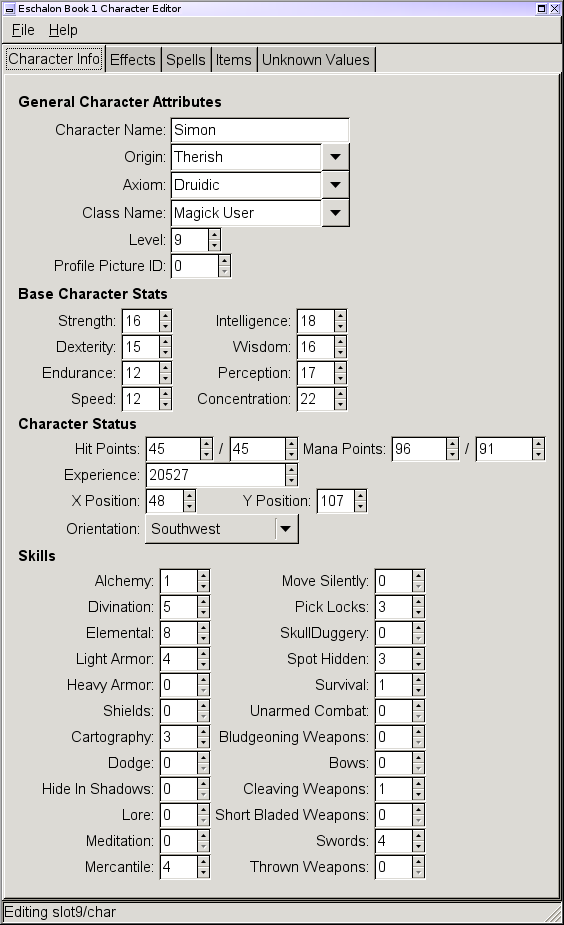 Eschalon Book 1 Character Editor
File Help
Character Info Effects Spells Items Unknown Values
General Character Attributes
Character Name: Simon
Origin: Therish
Axiom: Druidic
Class Name: Magick User
Level: 9
Profile Picture ID: 0
Base Character Stats
Strength: 16 Intelligence: 18
Dexterity: 15 Wisdom: 16
Endurance: 12 Perception: 17
Speed: 12 Concentration: 22
Character Status
Hit Points: 45 / 45 Mana Points: 96 / 91
Experience: 20527
X Position: 48 Y Position: 107
Orientation: Southwest
Skills
Alchemy: 1 Move Silently: 0
Divination: 5 Pick Locks: 3
Elemental: 8 SkullDuggery: 0
Light Armor: 4 Spot Hidden: 3
Heavy Armor: 0 Survival: 1
Shields: 0 Unarmed Combat: 0
Cartography: 3 Bludgeoning Weapons: 0
Dodge: 0 Bows: 0
Hide In Shadows: 0 Cleaving Weapons: 1
Lore: 0 Short Bladed Weapons: 0
Meditation: 0 Swords: 4
Mercantile: 4 Thrown Weapons: 0
Editing slot9/char